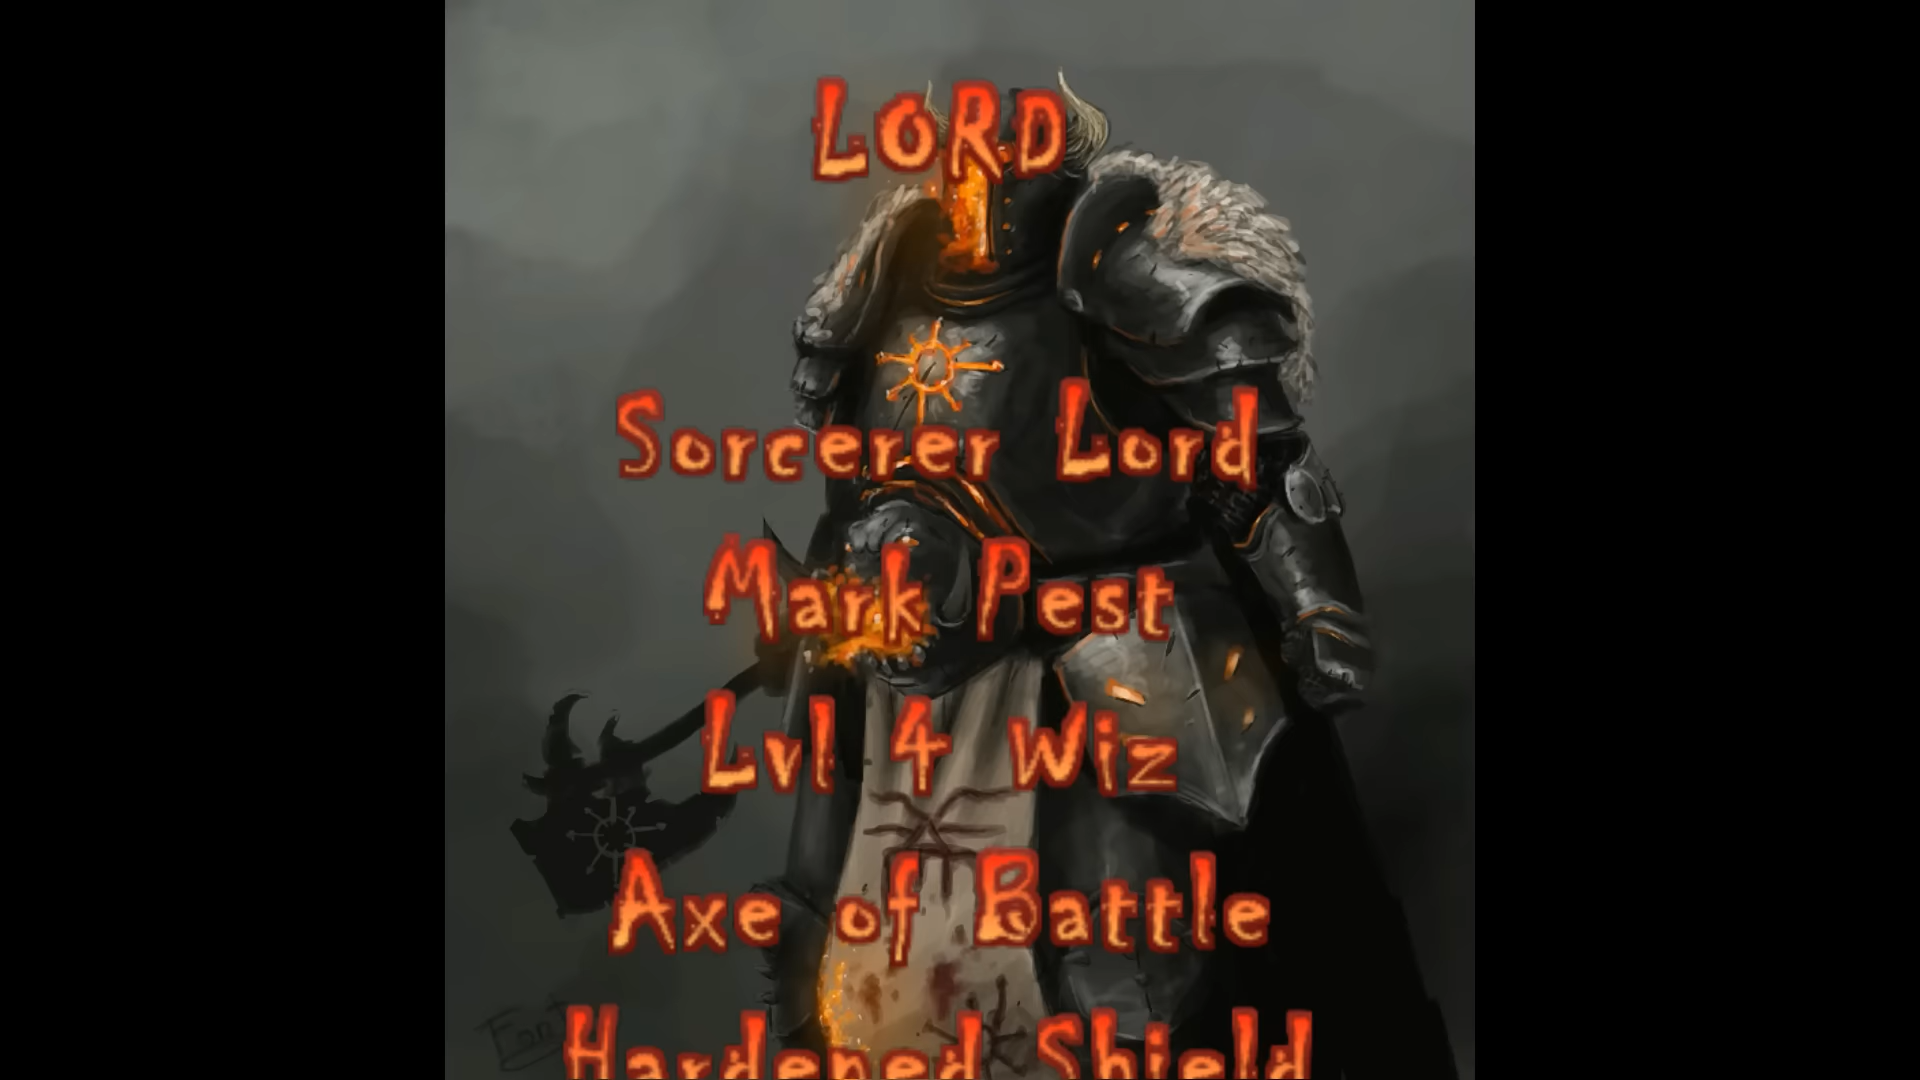 LORD
Sorcerer Lord
Mark Pest
Lvl 4 Wiz
Axe of Battle
Hardened Shield